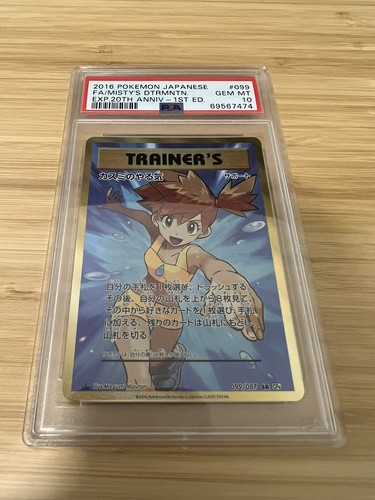 2016 POKEMON JAPANESE #099
FA/MISTY'S DTRMNTN. GEM MT
EXP.20TH ANNIV-1ST ED. 10
PSA 69567474
TRAINER'S
カスミのやる気 サポート
自分の手札を1枚選び、トラッシュする。
その後、自分の山札を上から8枚見て、
その中から好きなカードを1枚選び、手札
に加える。残りのカードは山札にもどし、
山札を切る。
099/087 SR